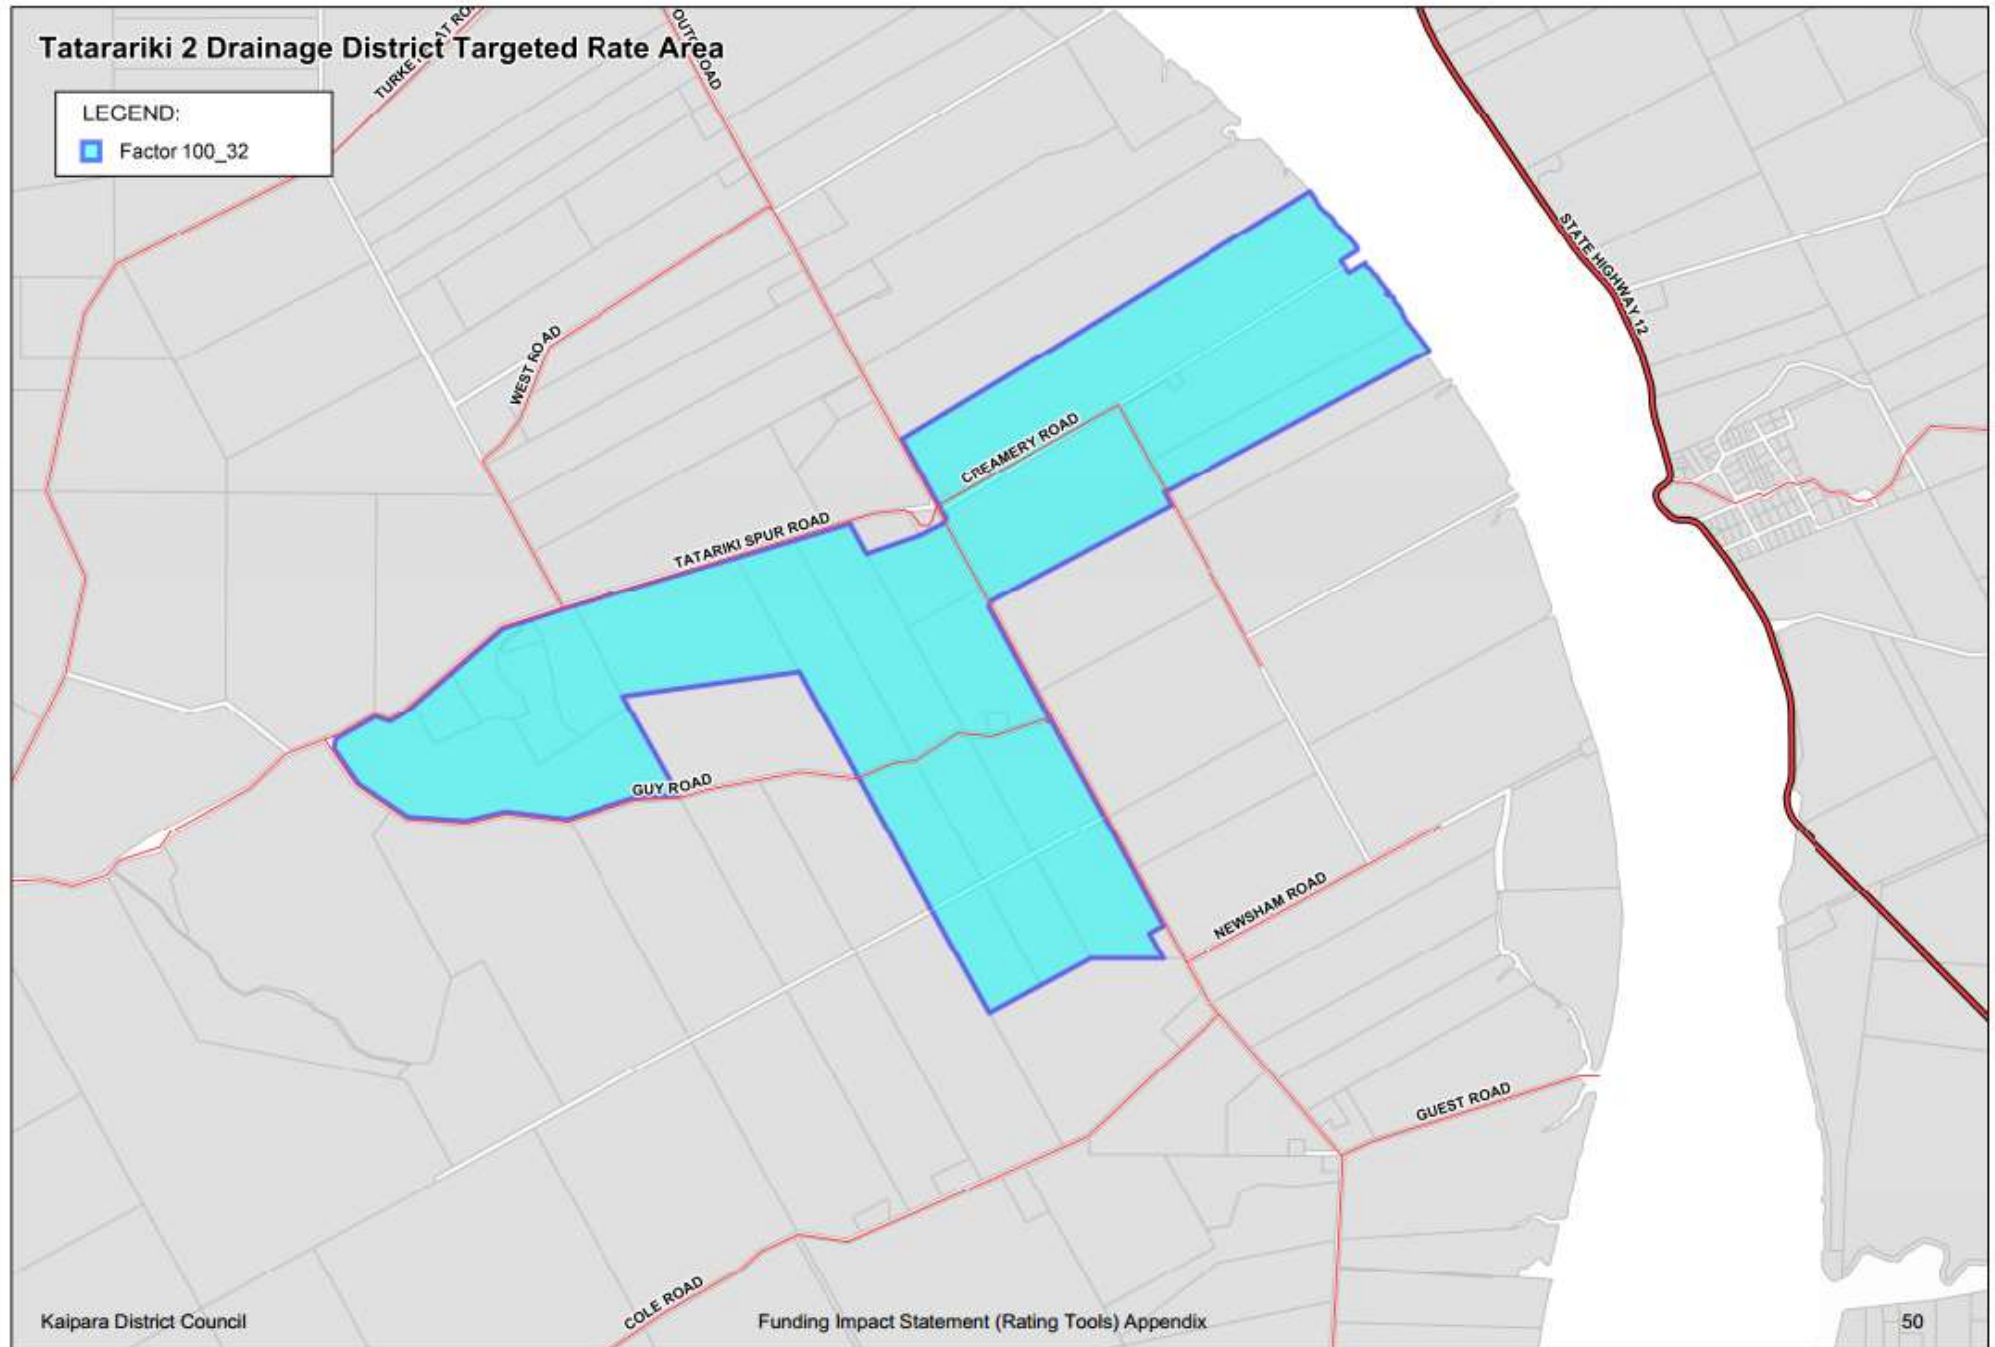 Tatarariki 2 Drainage District Targeted Rate Area
LEGEND:
Factor 100_32
STATE HIGHWAY 12
WEST ROAD
CREAMERY ROAD
TATARIKI SPUR ROAD
GUY ROAD
NEWSHAM ROAD
GUEST ROAD
COLE ROAD
Kaipara District Council
Funding Impact Statement (Rating Tools) Appendix
50